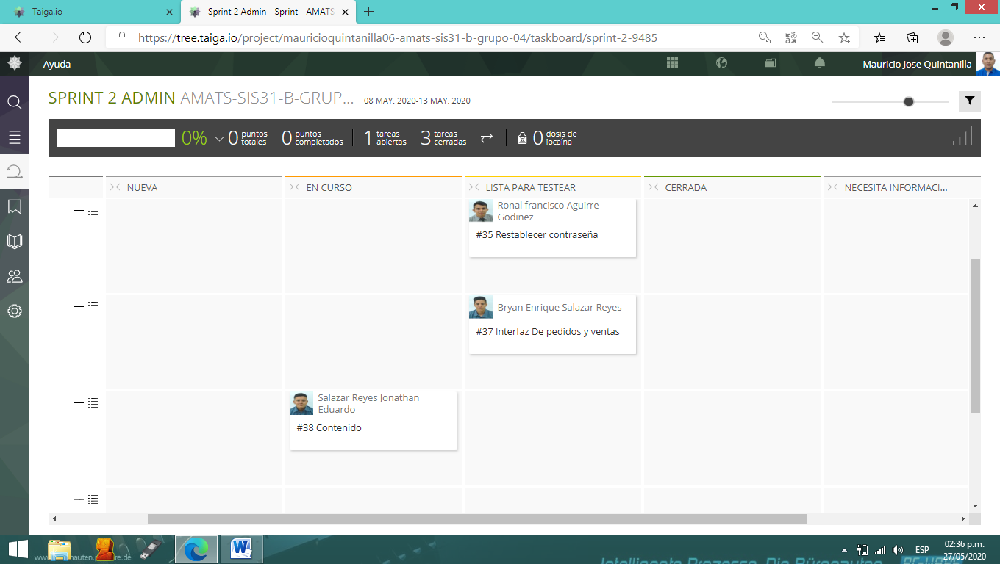 Taiga.io
Sprint 2 Admin - Sprint - AMATS
https://tree.taiga.io/project/mauricioquintanilla06-amats-sis31-b-grupo-04/taskboard/sprint-2-9485
Ayuda
Mauricio Jose Quintanilla
SPRINT 2 ADMIN AMATS-SIS31-B-GRUP... 08 MAY. 2020-13 MAY. 2020
0% 0 puntos totales 0 puntos completados 1 tareas abiertas 3 tareas cerradas 0 dosis de iocaína
NUEVA
EN CURSO
LISTA PARA TESTEAR
CERRADA
NECESITA INFORMACI...
Ronal francisco Aguirre
Godinez
#35 Restablecer contraseña
Bryan Enrique Salazar Reyes
#37 Interfaz De pedidos y ventas
Salazar Reyes Jonathan
Eduardo
#38 Contenido
ESP
02:36 p.m.
27/05/2020